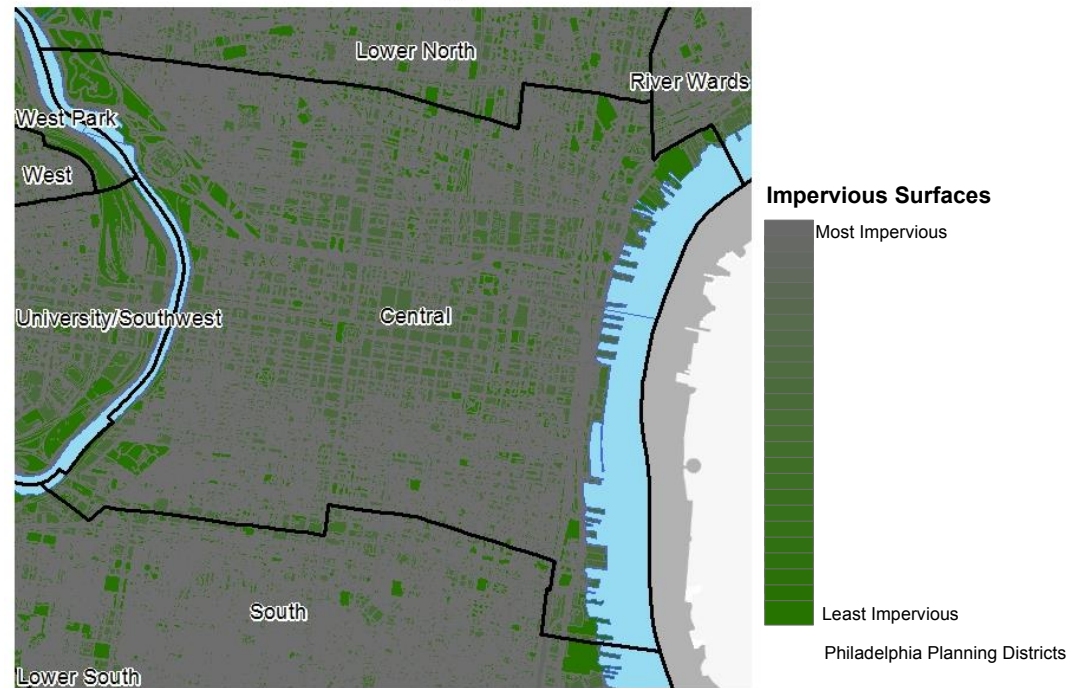 Lower North
River Wards
West Park
West
University/Southwest
Central
South
Lower South
Impervious Surfaces
Most Impervious
Least Impervious
Philadelphia Planning Districts